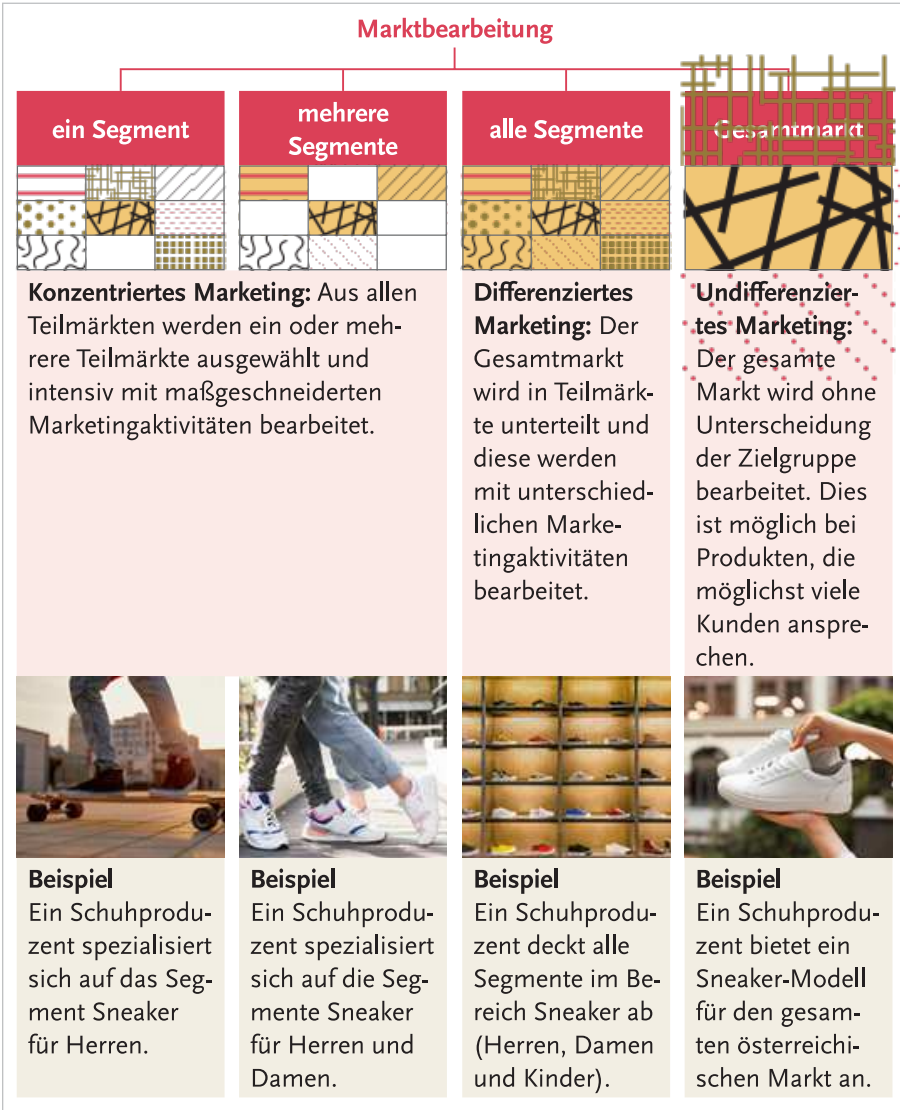 Marktbearbeitung
ein Segment
mehrere
Segmente
alle Segmente
Gesamtmarkt
Konzentriertes Marketing: Aus allen
Teilmärkten werden ein oder meh-
rere Teilmärkte ausgewählt und
intensiv mit maßgeschneiderten
Marketingaktivitäten bearbeitet.
Differenziertes
Marketing: Der
Gesamtmarkt
wird in Teilmärk-
te unterteilt und
diese werden
mit unterschied-
lichen Marke-
tingaktivitäten
bearbeitet.
Undifferenzier-
tes Marketing:
Der gesamte
Markt wird ohne
Unterscheidung
der Zielgruppe
bearbeitet. Dies
ist möglich bei
Produkten, die
möglichst viele
Kunden anspre-
chen.
Beispiel
Ein Schuhprodu-
zent spezialisiert
sich auf das Seg-
ment Sneaker
für Herren.
Beispiel
Ein Schuhprodu-
zent spezialisiert
sich auf die Seg-
mente Sneaker
für Herren und
Damen.
Beispiel
Ein Schuhprodu-
zent deckt alle
Segmente im Be-
reich Sneaker ab
(Herren, Damen
und Kinder).
Beispiel
Ein Schuhprodu-
zent bietet ein
Sneaker-Modell
für den gesam-
ten österreichi-
schen Markt an.